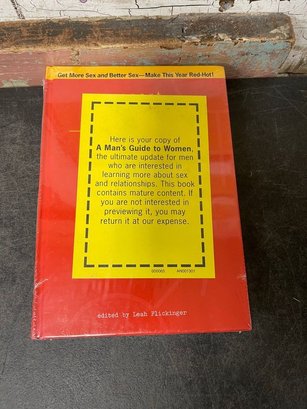 Get More Sex and Better Sex—Make This Year Red-Hot!
Here is your copy of
A Man's Guide to Women,
the ultimate update for men
who are interested in
learning more about sex
and relationships. This book
contains mature content. If
you are not interested in
previewing it, you may
return it at our expense.
edited by Leah Flickinger